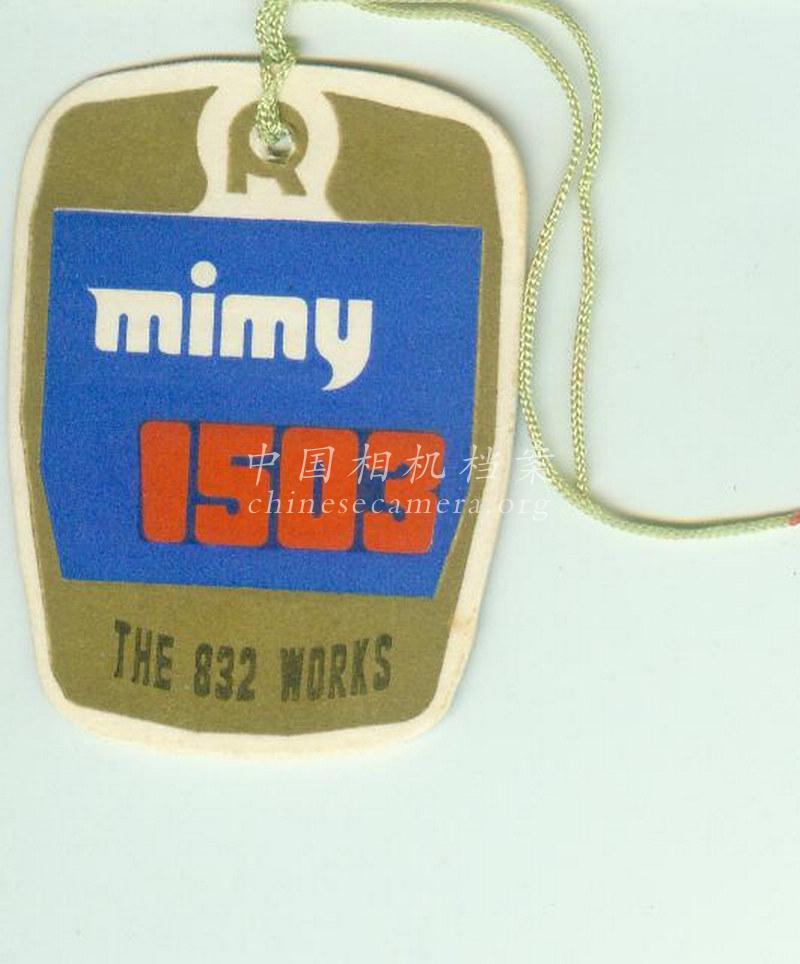 R
mimy
1503
中国相机档案
chinesecamera.org
THE 832 WORKS